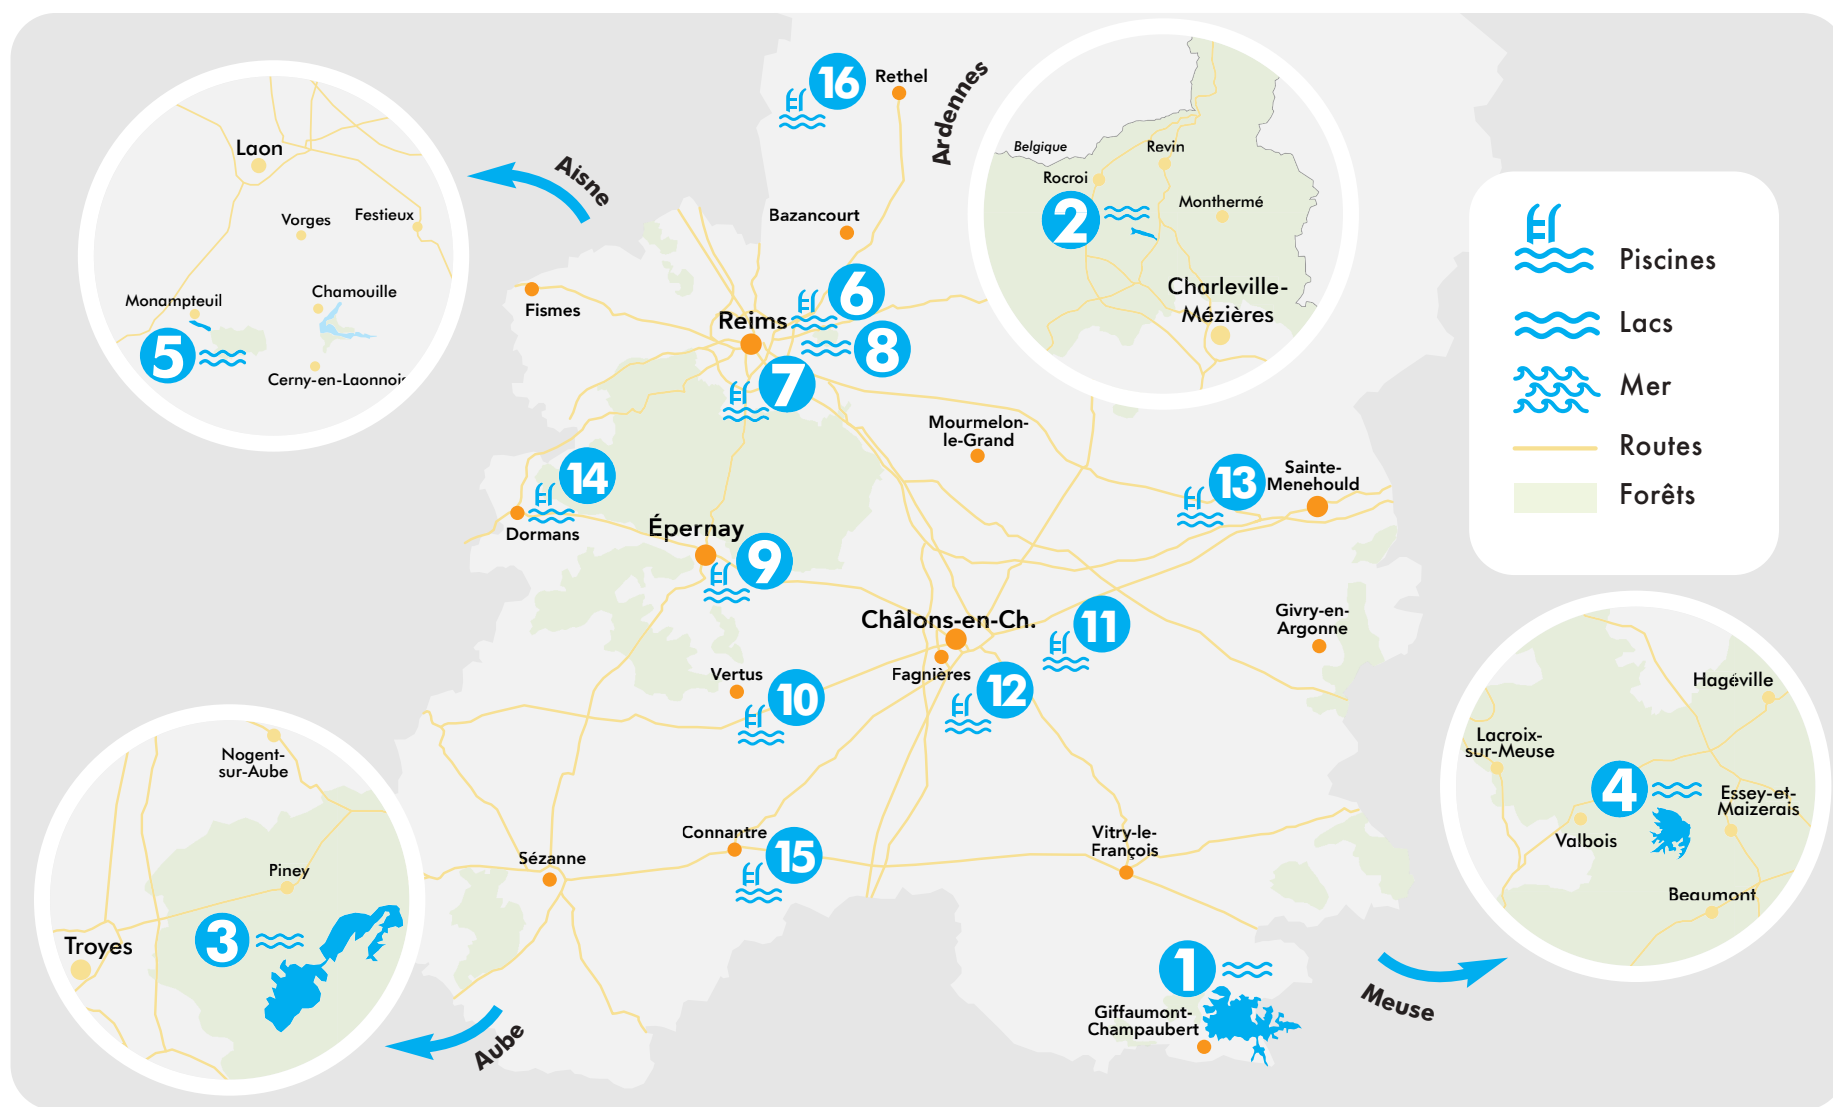 16
Rethel
Ardennes
Belgique
Revin
Rocroi
2
Monthermé
Charleville-
Mézières
Laon
Vorges
Festieux
Monampteuil
Chamouille
5
Cerny-en-Laonnois
Aisne
Bazancourt
Fismes
6
Reims
8
7
Mourmelon-
le-Grand
14
Dormans
Épernay
9
13
Sainte-
Menehould
Piscines
Lacs
Mer
Routes
Forêts
Châlons-en-Ch.
11
Givry-en-
Argonne
Fagnières
12
Vertus
10
Hagéville
Lacroix-
sur-Meuse
4
Essey-et-
Maizerais
Valbois
Beaumont
Nogent-
sur-Aube
Piney
3
Troyes
Sézanne
Connantre
15
Vitry-le-
François
1
Giffaumont-
Champaubert
Meuse
Aube